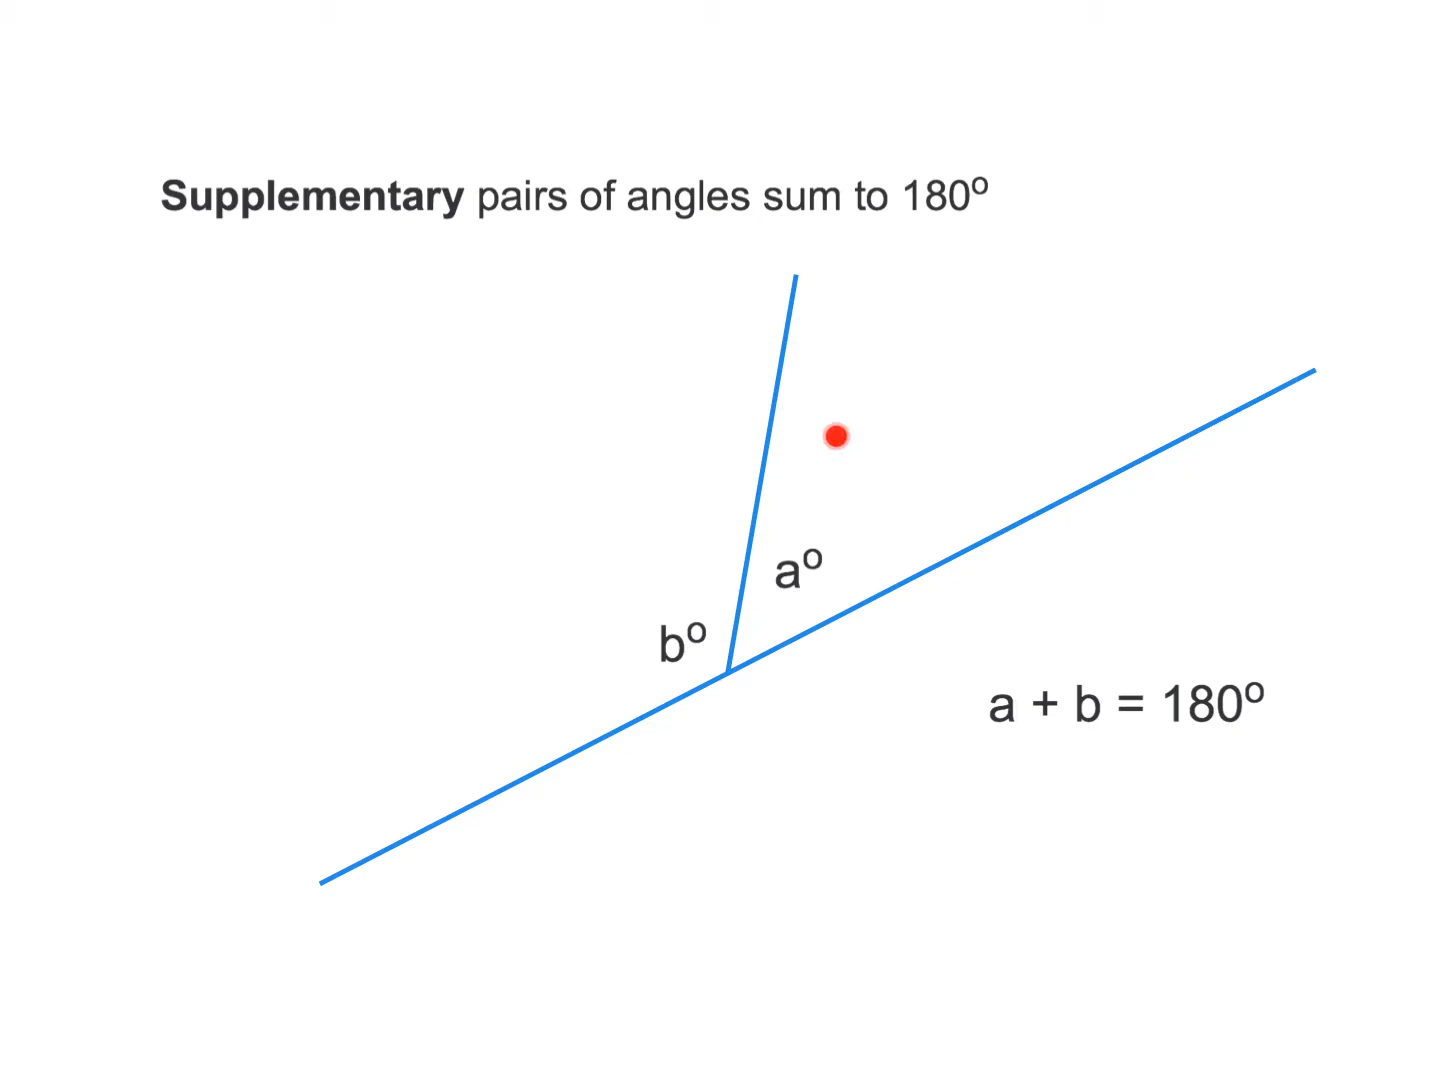 Supplementary pairs of angles sum to 180º
aº
bº
a + b = 180º